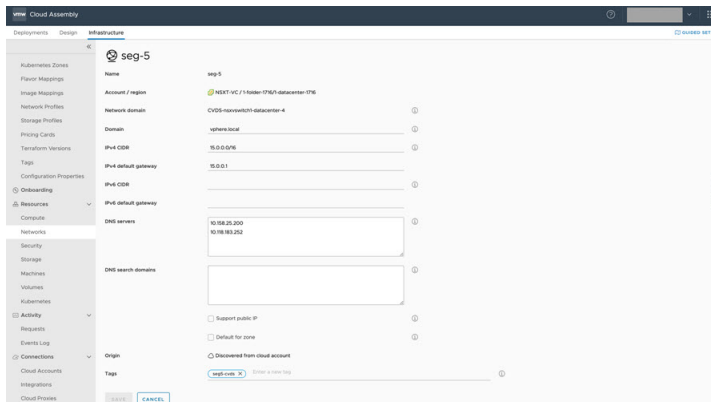 vmw Cloud Assembly
Deployments Design Infrastructure GUIDED SET
Kubernetes Zones
Flavor Mappings
Image Mappings
Network Profiles
Storage Profiles
Pricing Cards
Terraform Versions
Tags
Configuration Properties
Onboarding
Resources
Compute
Networks
Security
Storage
Machines
Volumes
Kubernetes
Activity
Requests
Events Log
Connections
Cloud Accounts
Integrations
Cloud Proxies
seg-5
Name seg-5
Account / region NSXT-VC / 1-folder-1716/1-datacenter-1716
Network domain CVDS-nsxvswitch1-datacenter-4
Domain vphere.local
IPv4 CIDR 15.0.0.0/16
IPv4 default gateway 15.0.0.1
IPv6 CIDR
IPv6 default gateway
DNS servers 10.158.25.200
10.118.183.252
DNS search domains
Support public IP
Default for zone
Origin Discovered from cloud account
Tags seg5-cvds X Enter a new tag
SAVE CANCEL